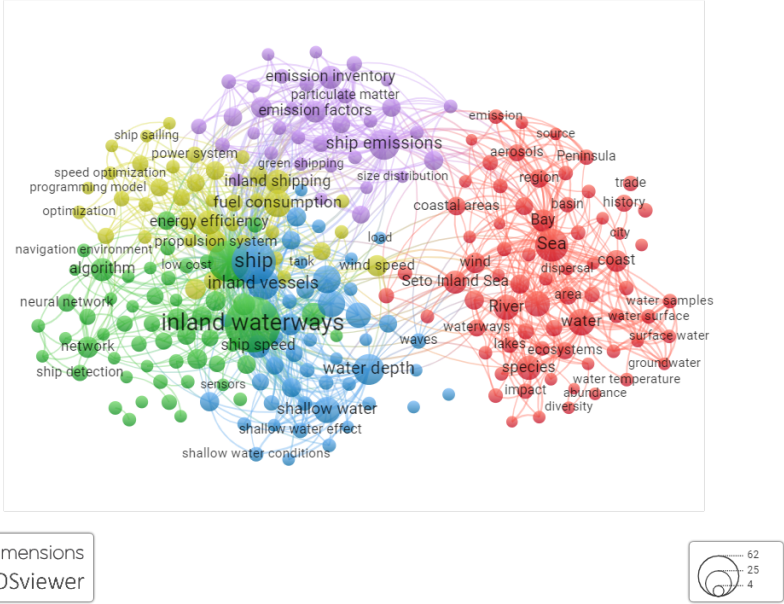 emission inventory
particulate matter
emission factors
emission
source
ship sailing
ship emissions
power system
aerosols
Peninsula
green shipping
speed optimization
size distribution
region
inland shipping
trade
programming model
fuel consumption
basin
history
coastal areas
optimization
energy efficiency
Bay
city
load
propulsion system
Sea
navigation environment
ship
tank
wind speed
wind
coast
algorithm
low cost
dispersal
inland vessels
Seto Inland Sea
area
neural network
River
water samples
inland waterways
water
water surface
waterways
surface water
network
ship speed
waves
lakes
ecosystems
groundwater
ship detection
water depth
species
water temperature
sensors
impact
abundance
shallow water
diversity
shallow water effect
shallow water conditions
mensions
OSviewer
62
25
4